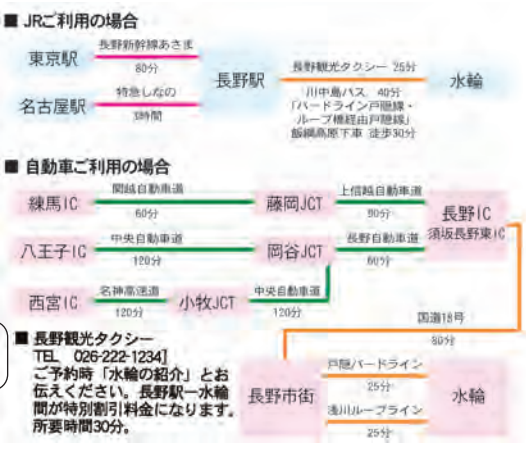 ■ JRご利用の場合
東京駅
長野新幹線あさま
80分
名古屋駅
特急しなの
3時間
長野駅
長野観光タクシー 25分
川中島バス 40分
「バードライン戸隠線・
ループ橋経由戸隠線」
飯綱高原下車 徒歩30分
水輪
■ 自動車ご利用の場合
練馬IC
関越自動車道
60分
藤岡JCT
上信越自動車道
90分
長野IC
須坂長野東IC
八王子IC
中央自動車道
120分
岡谷JCT
長野自動車道
60分
西宮IC
名神高速道
120分
小牧JCT
中央自動車道
120分
国道18号
■ 長野観光タクシー
TEL 026-222-1234]
ご予約時「水輪の紹介」とお
伝えください。長野駅ー水輪
間が特別割引料金になります。
所要時間30分。
長野市街
戸隠バードライン
25分
浅川ループライン
25分
水輪